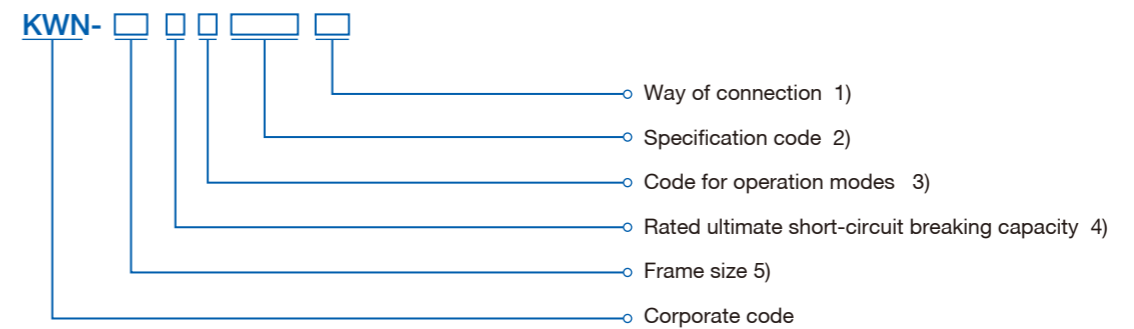 KWN-
Way of connection 1)
Specification code 2)
Code for operation modes 3)
Rated ultimate short-circuit breaking capacity 4)
Frame size 5)
Corporate code